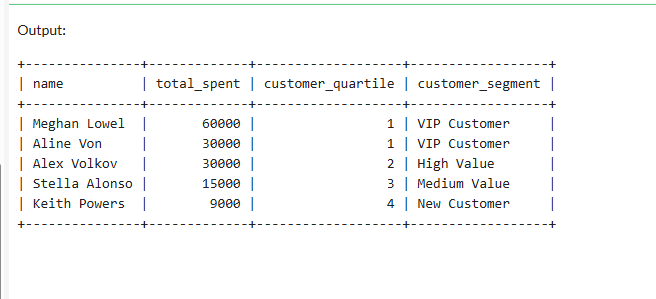 Output:
+---------------+-------------+-------------------+------------------+
| name          | total_spent | customer_quartile | customer_segment |
+---------------+-------------+-------------------+------------------+
| Meghan Lowel  |       60000 |                 1 | VIP Customer     |
| Aline Von     |       30000 |                 1 | VIP Customer     |
| Alex Volkov   |       30000 |                 2 | High Value       |
| Stella Alonso |       15000 |                 3 | Medium Value     |
| Keith Powers  |        9000 |                 4 | New Customer     |
+---------------+-------------+-------------------+------------------+